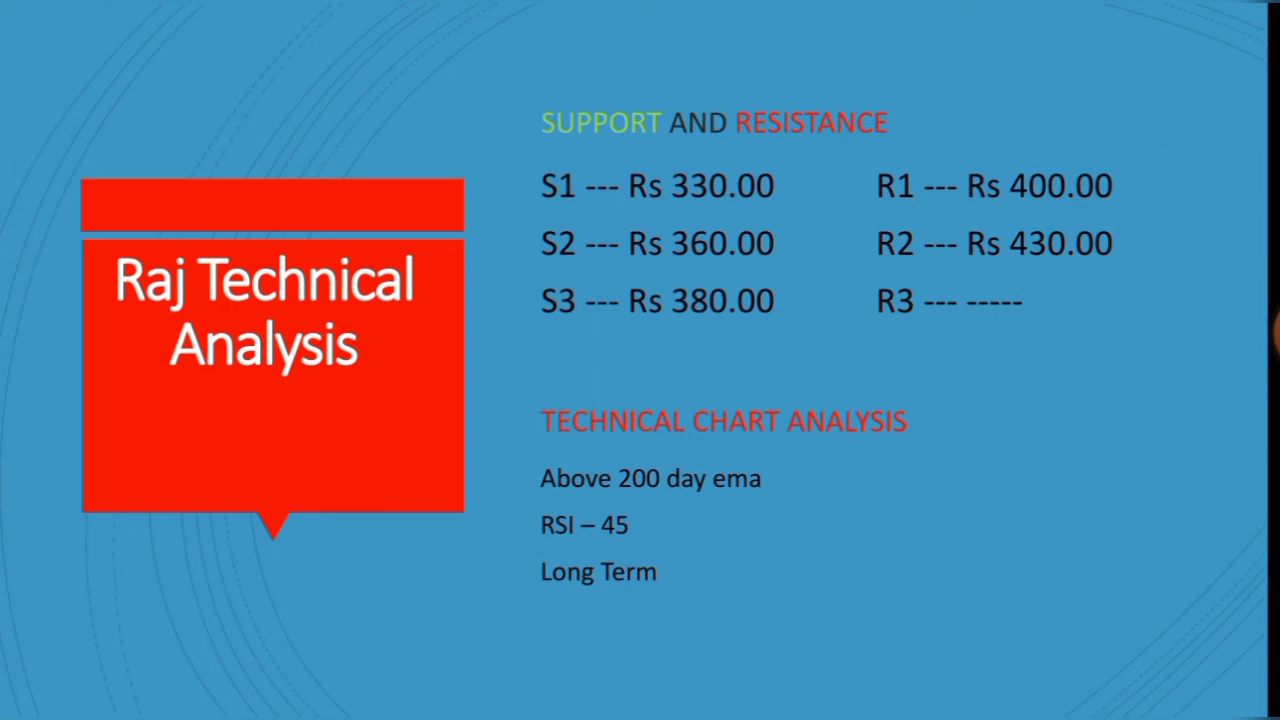 Raj Technical
Analysis
SUPPORT AND RESISTANCE
S1 --- Rs 330.00 R1 --- Rs 400.00
S2 --- Rs 360.00 R2 --- Rs 430.00
S3 --- Rs 380.00 R3 --- -----
TECHNICAL CHART ANALYSIS
Above 200 day ema
RSI – 45
Long Term